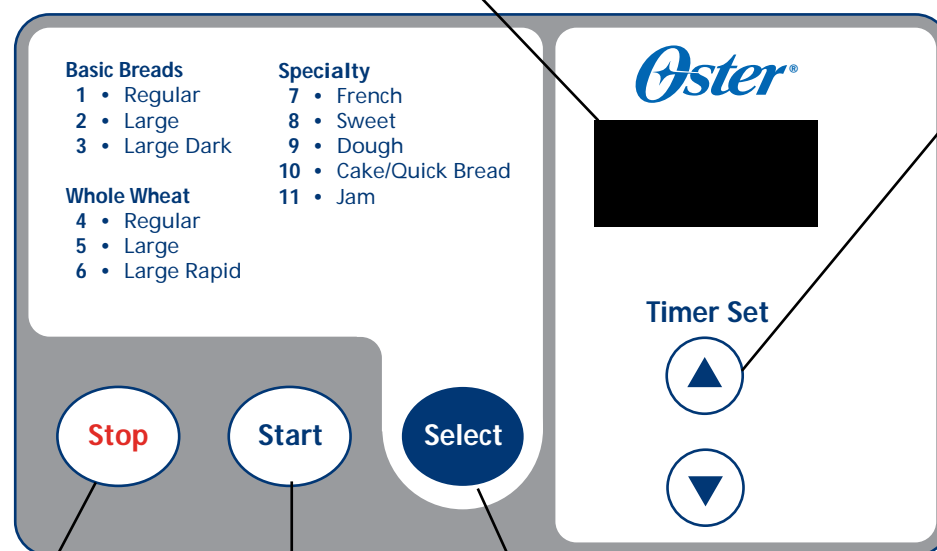 Basic Breads
1 • Regular
2 • Large
3 • Large Dark
Whole Wheat
4 • Regular
5 • Large
6 • Large Rapid
Specialty
7 • French
8 • Sweet
9 • Dough
10 • Cake/Quick Bread
11 • Jam
Oster®
Timer Set
Stop
Start
Select